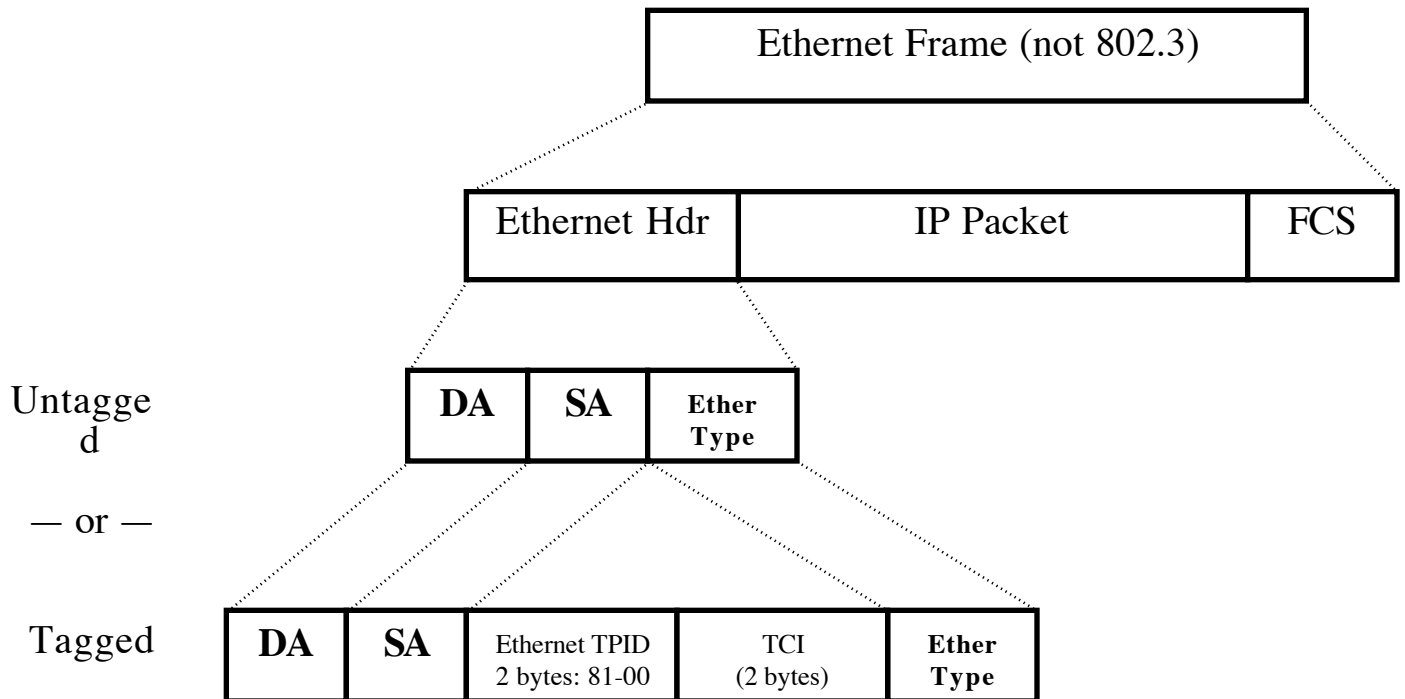 Ethernet Frame (not 802.3)
Ethernet Hdr
IP Packet
FCS
Untagge
d
DA
SA
Ether
Type
— or —
Tagged
DA
SA
Ethernet TPID
2 bytes: 81-00
TCI
(2 bytes)
Ether
Type